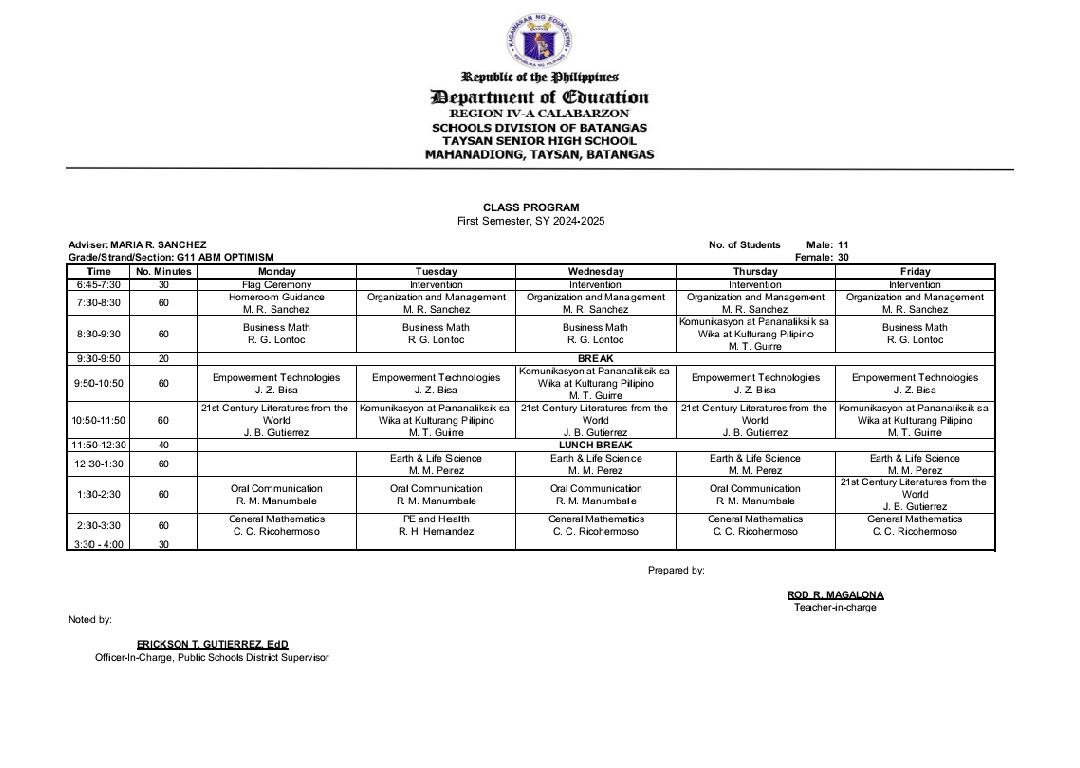 KAGAWARAN NG EDUKASYON
REPUBLIKA NG PILIPINAS
Republic of the Philippines
Department of Education
REGION IV-A CALABARZON
SCHOOLS DIVISION OF BATANGAS
TAYSAN SENIOR HIGH SCHOOL
MAHANADIONG, TAYSAN, BATANGAS
CLASS PROGRAM
First Semester, SY 2024-2025
Adviser: MARIA R. SANCHEZ No. of Students Male: 11
Grade/Strand/Section: G11 ABM OPTIMISM Female: 30
Time No. Minutes Monday Tuesday Wednesday Thursday Friday
6:45-7:30 30 Flag Ceremony Intervention Intervention Intervention Intervention
7:30-8:30 60 Homeroom Guidance Organization and Management Organization and Management Organization and Management Organization and Management
M. R. Sanchez M. R. Sanchez M. R. Sanchez M. R. Sanchez M. R. Sanchez
Komunikasyon at Pananaliksik sa
8:30-9:30 60 Business Math Business Math Business Math Wika at Kulturang Pilipino Business Math
R. G. Lontoc R. G. Lontoc R. G. Lontoc M. T. Guirre R. G. Lontoc
9:30-9:50 20 BREAK
Komunikasyon at Pananaliksik sa
9:50-10:50 60 Empowerment Technologies Empowerment Technologies Wika at Kulturang Pilipino Empowerment Technologies Empowerment Technologies
J. Z. Bisa J. Z. Bisa M. T. Guirre J. Z. Bisa J. Z. Bisa
21st Century Literatures from the Komunikasyon at Pananaliksik sa 21st Century Literatures from the 21st Century Literatures from the Komunikasyon at Pananaliksik sa
10:50-11:50 60 World Wika at Kulturang Pilipino World World Wika at Kulturang Pilipino
J. B. Gutierrez M. T. Guirre J. B. Gutierrez J. B. Gutierrez M. T. Guirre
11:50-12:30 40 LUNCH BREAK
12:30-1:30 60 Earth & Life Science Earth & Life Science Earth & Life Science Earth & Life Science
M. M. Perez M. M. Perez M. M. Perez M. M. Perez
21st Century Literatures from the
1:30-2:30 60 Oral Communication Oral Communication Oral Communication Oral Communication World
R. M. Manumbale R. M. Manumbale R. M. Manumbale R. M. Manumbale J. B. Gutierrez
2:30-3:30 60 General Mathematics PE and Health General Mathematics General Mathematics General Mathematics
C. C. Ricohermoso R. H. Hernandez C. C. Ricohermoso C. C. Ricohermoso C. C. Ricohermoso
3:30 - 4:00 30
Prepared by:
ROD R. MAGALONA
Teacher-in-charge
Noted by:
ERICKSON T. GUTIERREZ, EdD
Officer-In-Charge, Public Schools District Supervisor